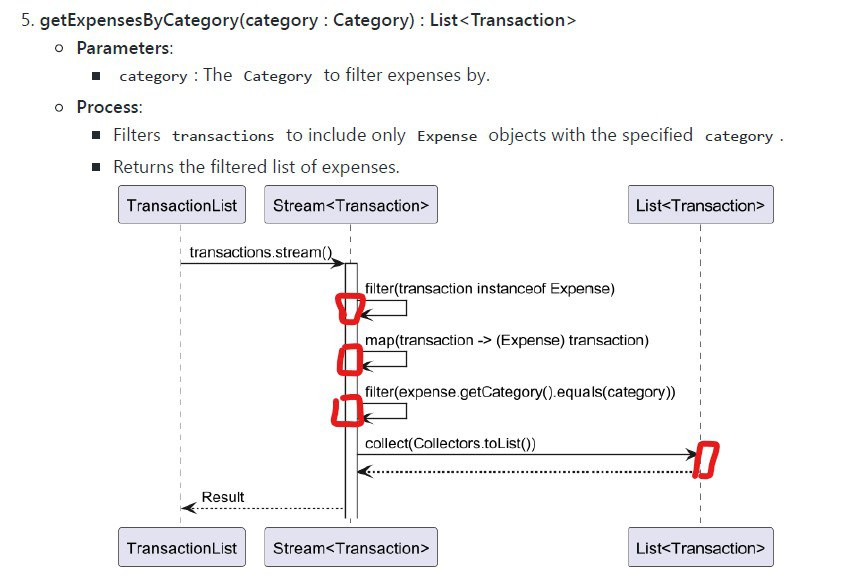 5. getExpensesByCategory(category : Category) : List<Transaction>
Parameters:
category : The Category to filter expenses by.
Process:
Filters transactions to include only Expense objects with the specified category .
Returns the filtered list of expenses.
TransactionList Stream<Transaction> List<Transaction>
transactions.stream()
filter(transaction instanceof Expense)
map(transaction -> (Expense) transaction)
filter(expense.getCategory().equals(category))
collect(Collectors.toList())
Result
TransactionList Stream<Transaction> List<Transaction>